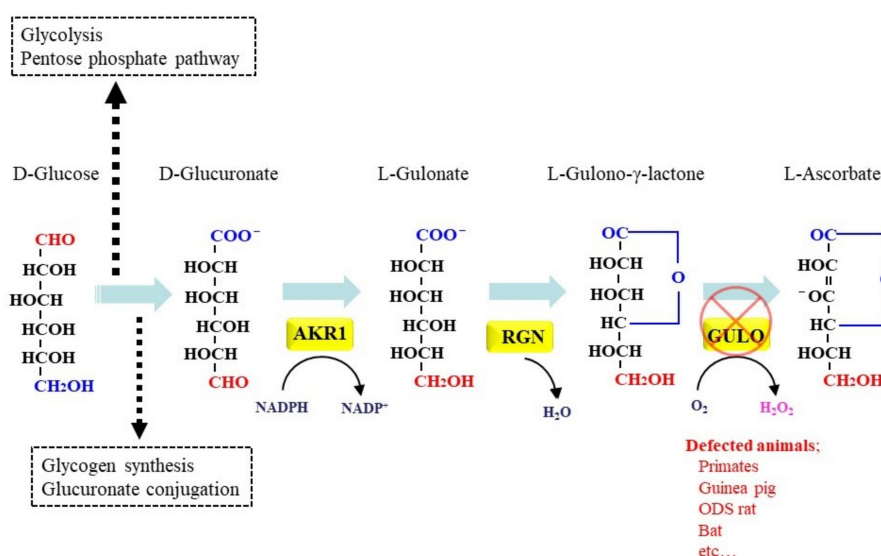 Glycolysis
Pentose phosphate pathway
D-Glucose
D-Glucuronate
L-Gulonate
L-Gulono-γ-lactone
L-Ascorbate
CHO
HCOH
HOCH
HCOH
HCOH
CH₂OH
COO⁻
HOCH
HOCH
HCOH
HOCH
CHO
COO⁻
HOCH
HOCH
HCOH
HOCH
CH₂OH
OC
HOCH
HOCH
HC
HOCH
CH₂OH
O
OC
HOC
⁻OC
HC
HOCH
CH₂OH
AKR1
RGN
GULO
NADPH
NADP⁺
H₂O
O₂
H₂O₂
Glycogen synthesis
Glucuronate conjugation
Defected animals;
Primates
Guinea pig
ODS rat
Bat
etc...